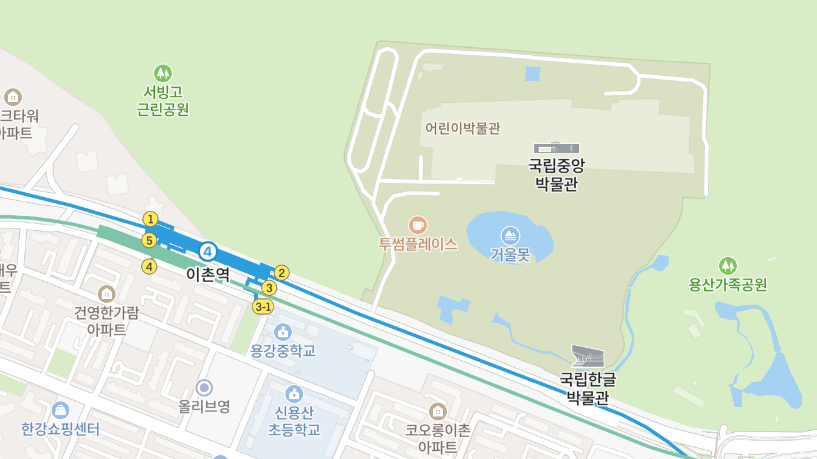 서빙고
근린공원
크타워
아파트
어린이박물관
국립중앙
박물관
1
5
4
4
이촌역
2
3
3-1
투썸플레이스
거울못
용산가족공원
건영한가람
아파트
용강중학교
올리브영
신용산
초등학교
한강쇼핑센터
코오롱이촌
아파트
국립한글
박물관